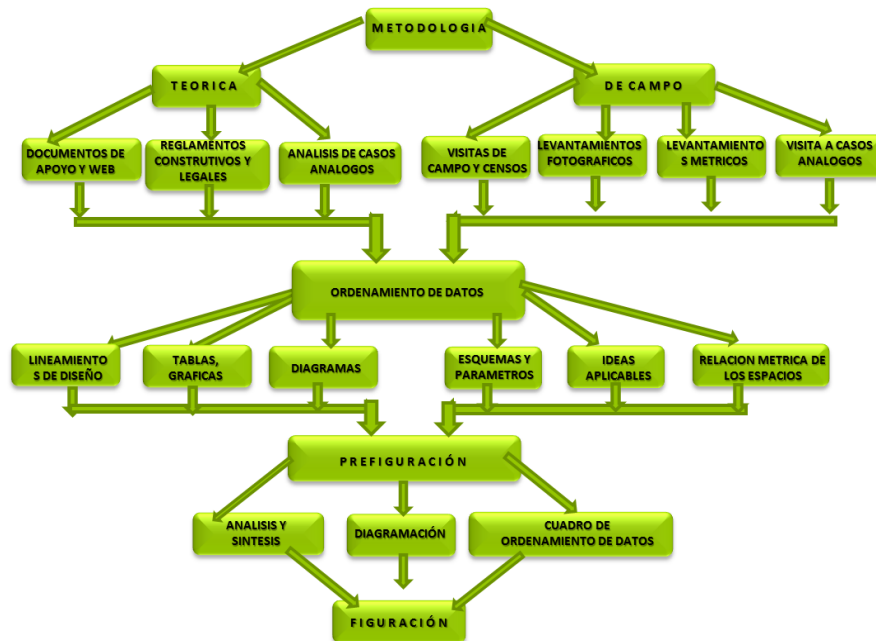 METODOLOGIA
TEORICA
DE CAMPO
DOCUMENTOS DE
APOYO Y WEB
REGLAMENTOS
CONSTRUTIVOS Y
LEGALES
ANALISIS DE CASOS
ANALOGOS
VISITAS DE
CAMPO Y CENSOS
LEVANTAMIENTOS
FOTOGRAFICOS
LEVANTAMIENTO
S METRICOS
VISITA A CASOS
ANALOGOS
ORDENAMIENTO DE DATOS
LINEAMIENTO
S DE DISEÑO
TABLAS,
GRAFICAS
DIAGRAMAS
ESQUEMAS Y
PARAMETROS
IDEAS
APLICABLES
RELACION METRICA DE
LOS ESPACIOS
PREFIGURACIÓN
ANALISIS Y
SINTESIS
DIAGRAMACIÓN
CUADRO DE
ORDENAMIENTO DE DATOS
FIGURACIÓN